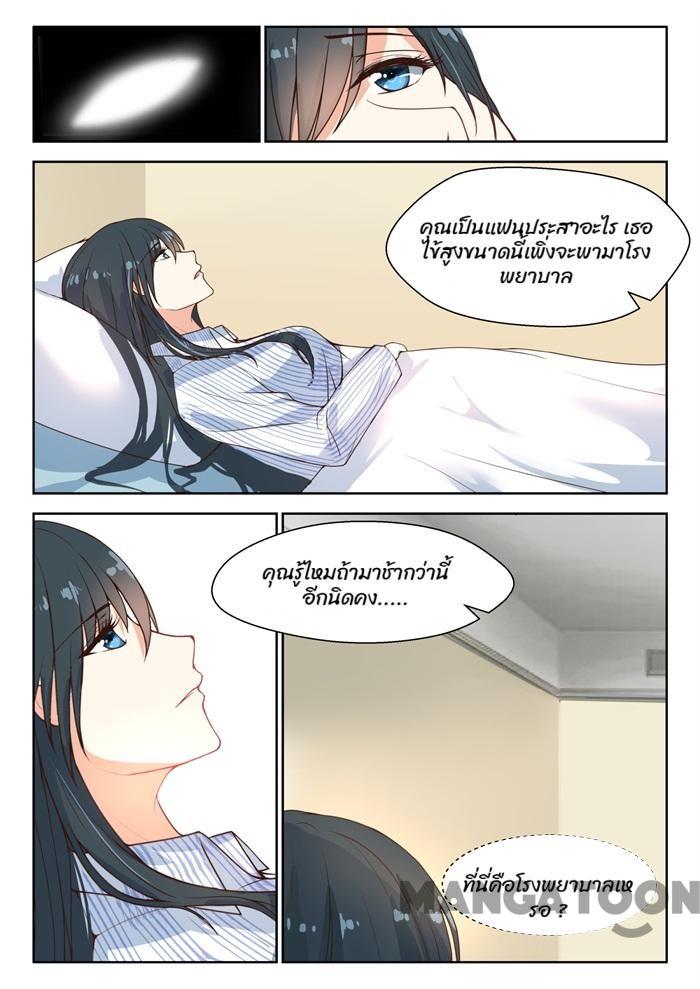 คุณเป็นแฟนประสาอะไร เธอ
ไข้สูงขนาดนี้เพิ่งจะพามาโรง
พยาบาล
คุณรู้ไหมถ้ามาช้ากว่านี้
อีกนิดคง.....
ที่นี่คือโรงพยาบาลเห
รอ ?
MANGATOON